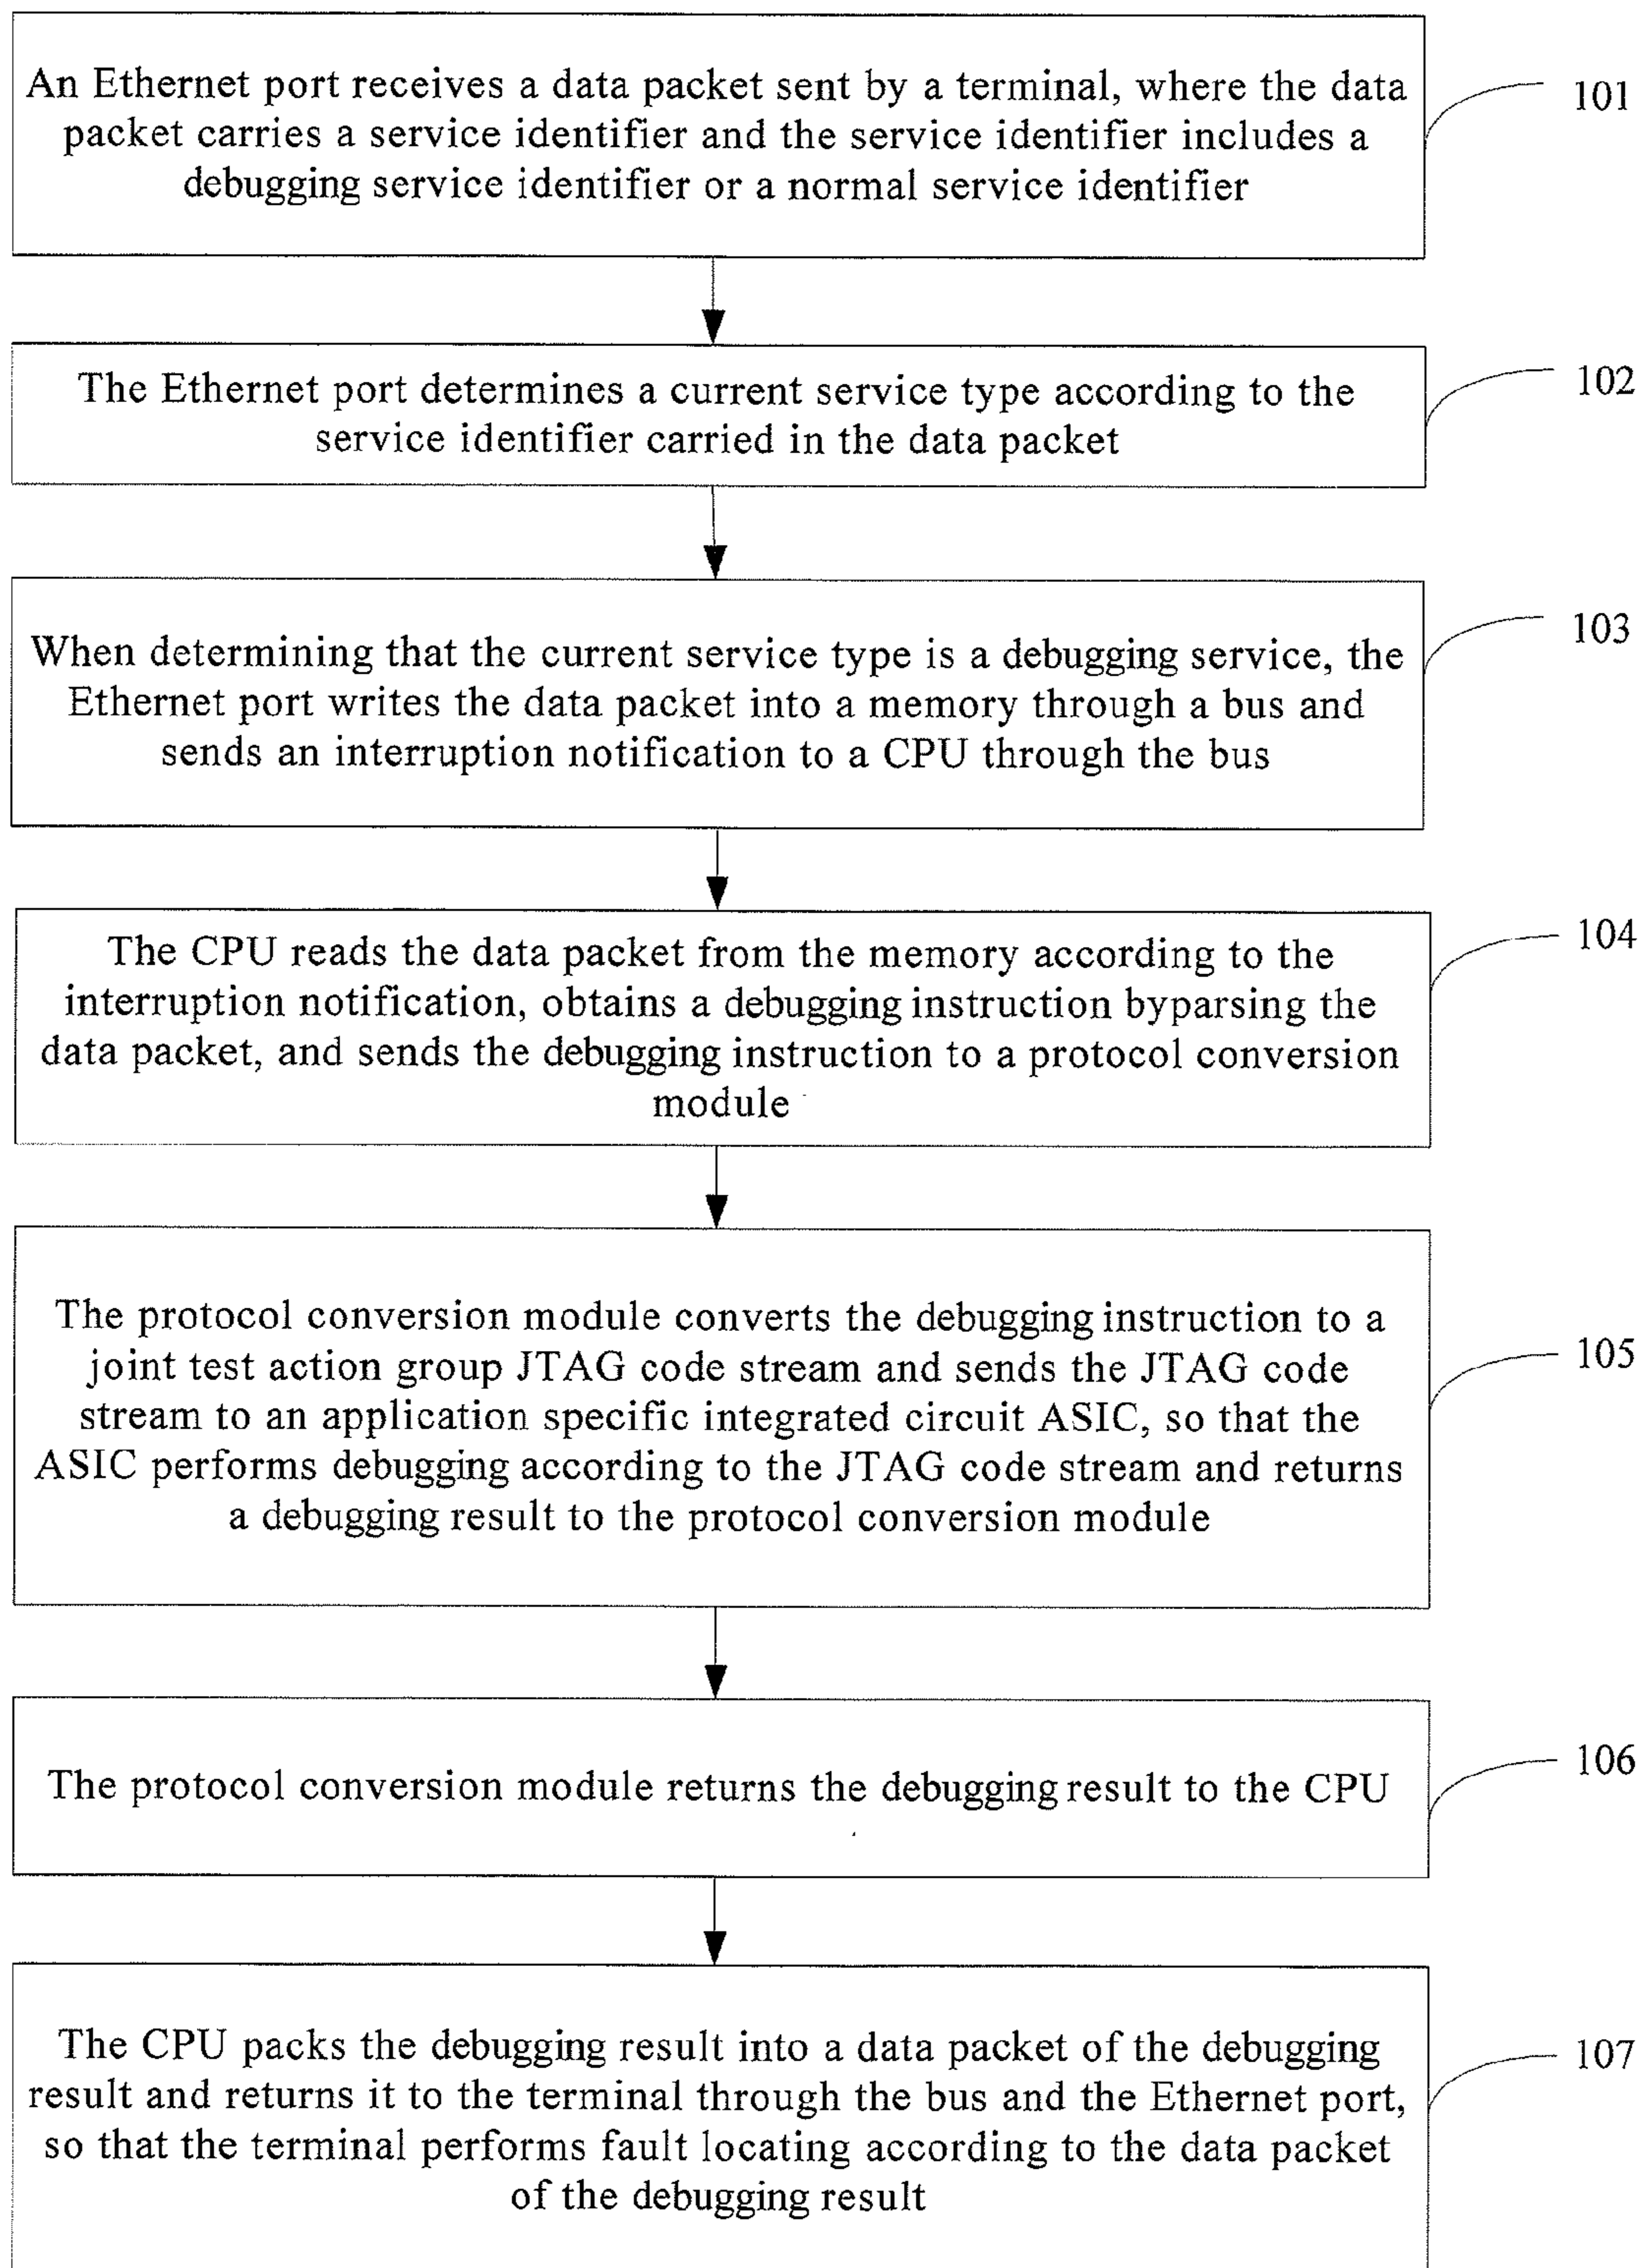 An Ethernet port receives a data packet sent by a terminal, where the data
packet carries a service identifier and the service identifier includes a
debugging service identifier or a normal service identifier
101
The Ethernet port determines a current service type according to the
service identifier carried in the data packet
102
When determining that the current service type is a debugging service, the
Ethernet port writes the data packet into a memory through a bus and
sends an interruption notification to a CPU through the bus
103
The CPU reads the data packet from the memory according to the
interruption notification, obtains a debugging instruction byparsing the
data packet, and sends the debugging instruction to a protocol conversion
module
104
The protocol conversion module converts the debugging instruction to a
joint test action group JTAG code stream and sends the JTAG code
stream to an application specific integrated circuit ASIC, so that the
ASIC performs debugging according to the JTAG code stream and returns
a debugging result to the protocol conversion module
105
The protocol conversion module returns the debugging result to the CPU
106
The CPU packs the debugging result into a data packet of the debugging
result and returns it to the terminal through the bus and the Ethernet port,
so that the terminal performs fault locating according to the data packet
of the debugging result
107